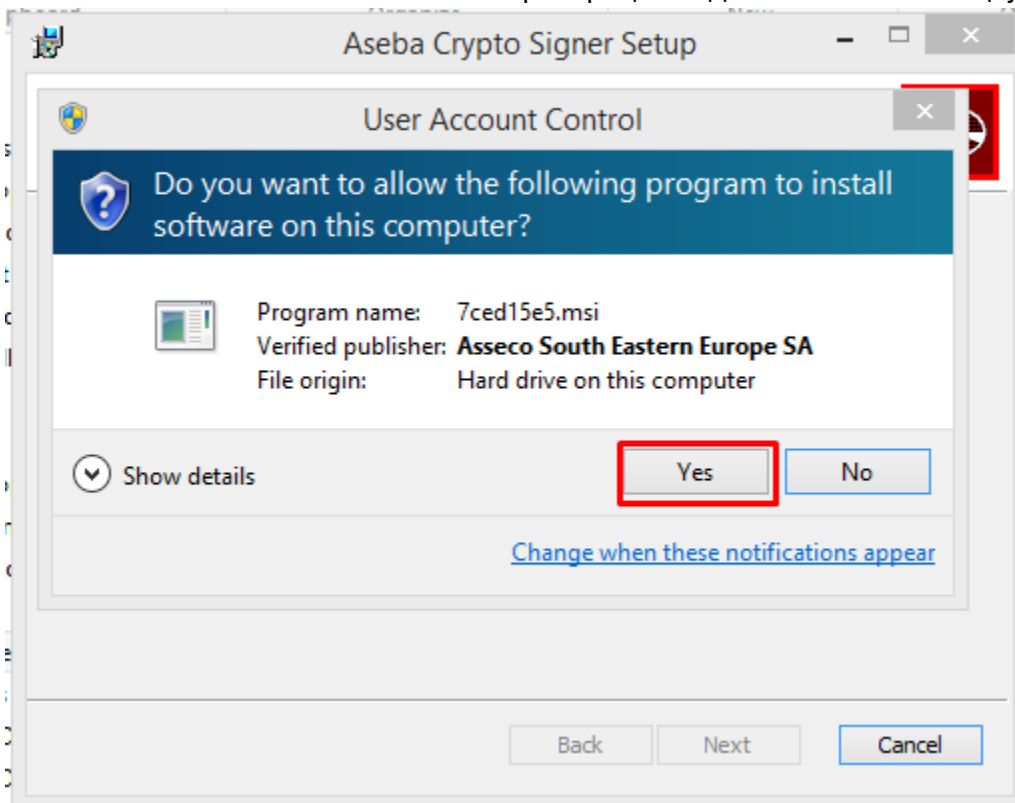 Aseba Crypto Signer Setup
User Account Control
Do you want to allow the following program to install
software on this computer?
Program name: 7ced15e5.msi
Verified publisher: Asseco South Eastern Europe SA
File origin: Hard drive on this computer
Show details
Yes
No
Change when these notifications appear
Back
Next
Cancel